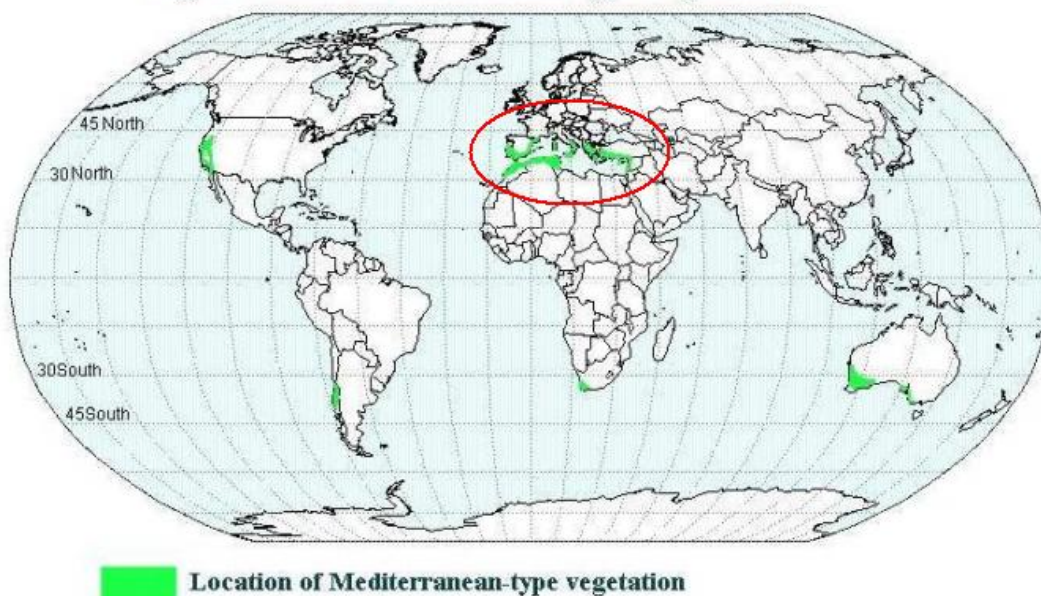 45 North
30 North
30South
45South
Location of Mediterranean-type vegetation